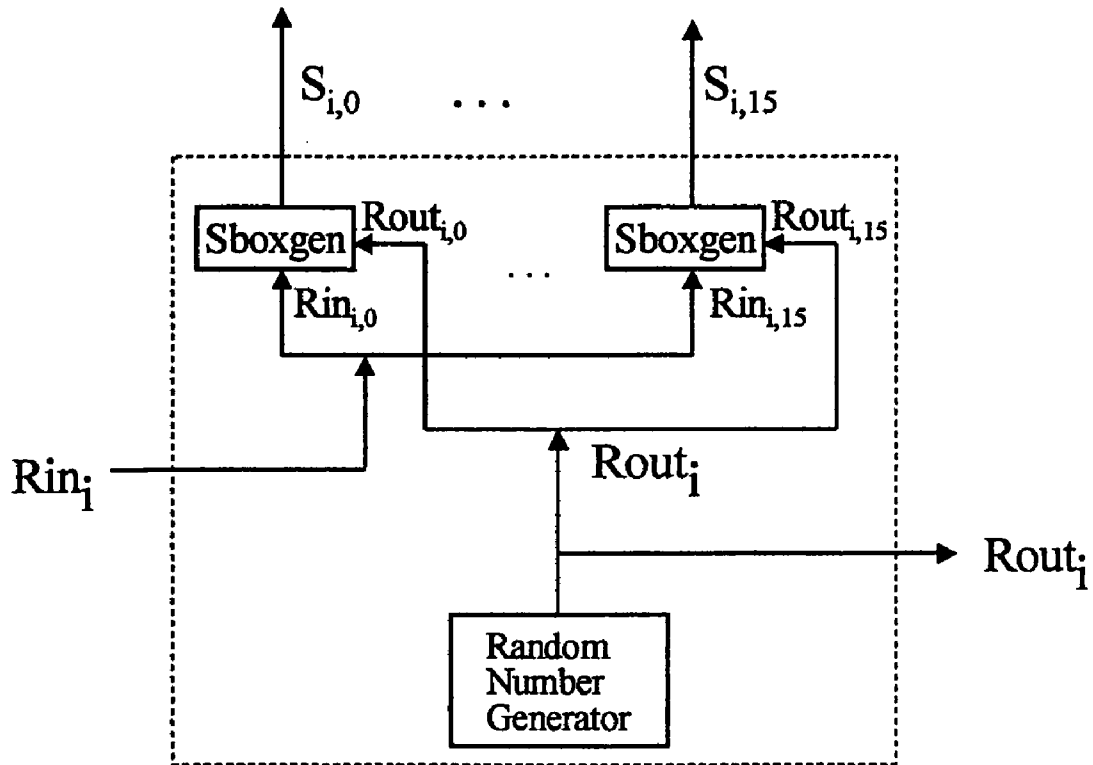 S_{i,0} ... S_{i,15}
Sboxgen Rout_{i,0} ... Sboxgen Rout_{i,15}
Rin_{i,0} Rin_{i,15}
Rin_i Rout_i
Rout_i
Random
Number
Generator